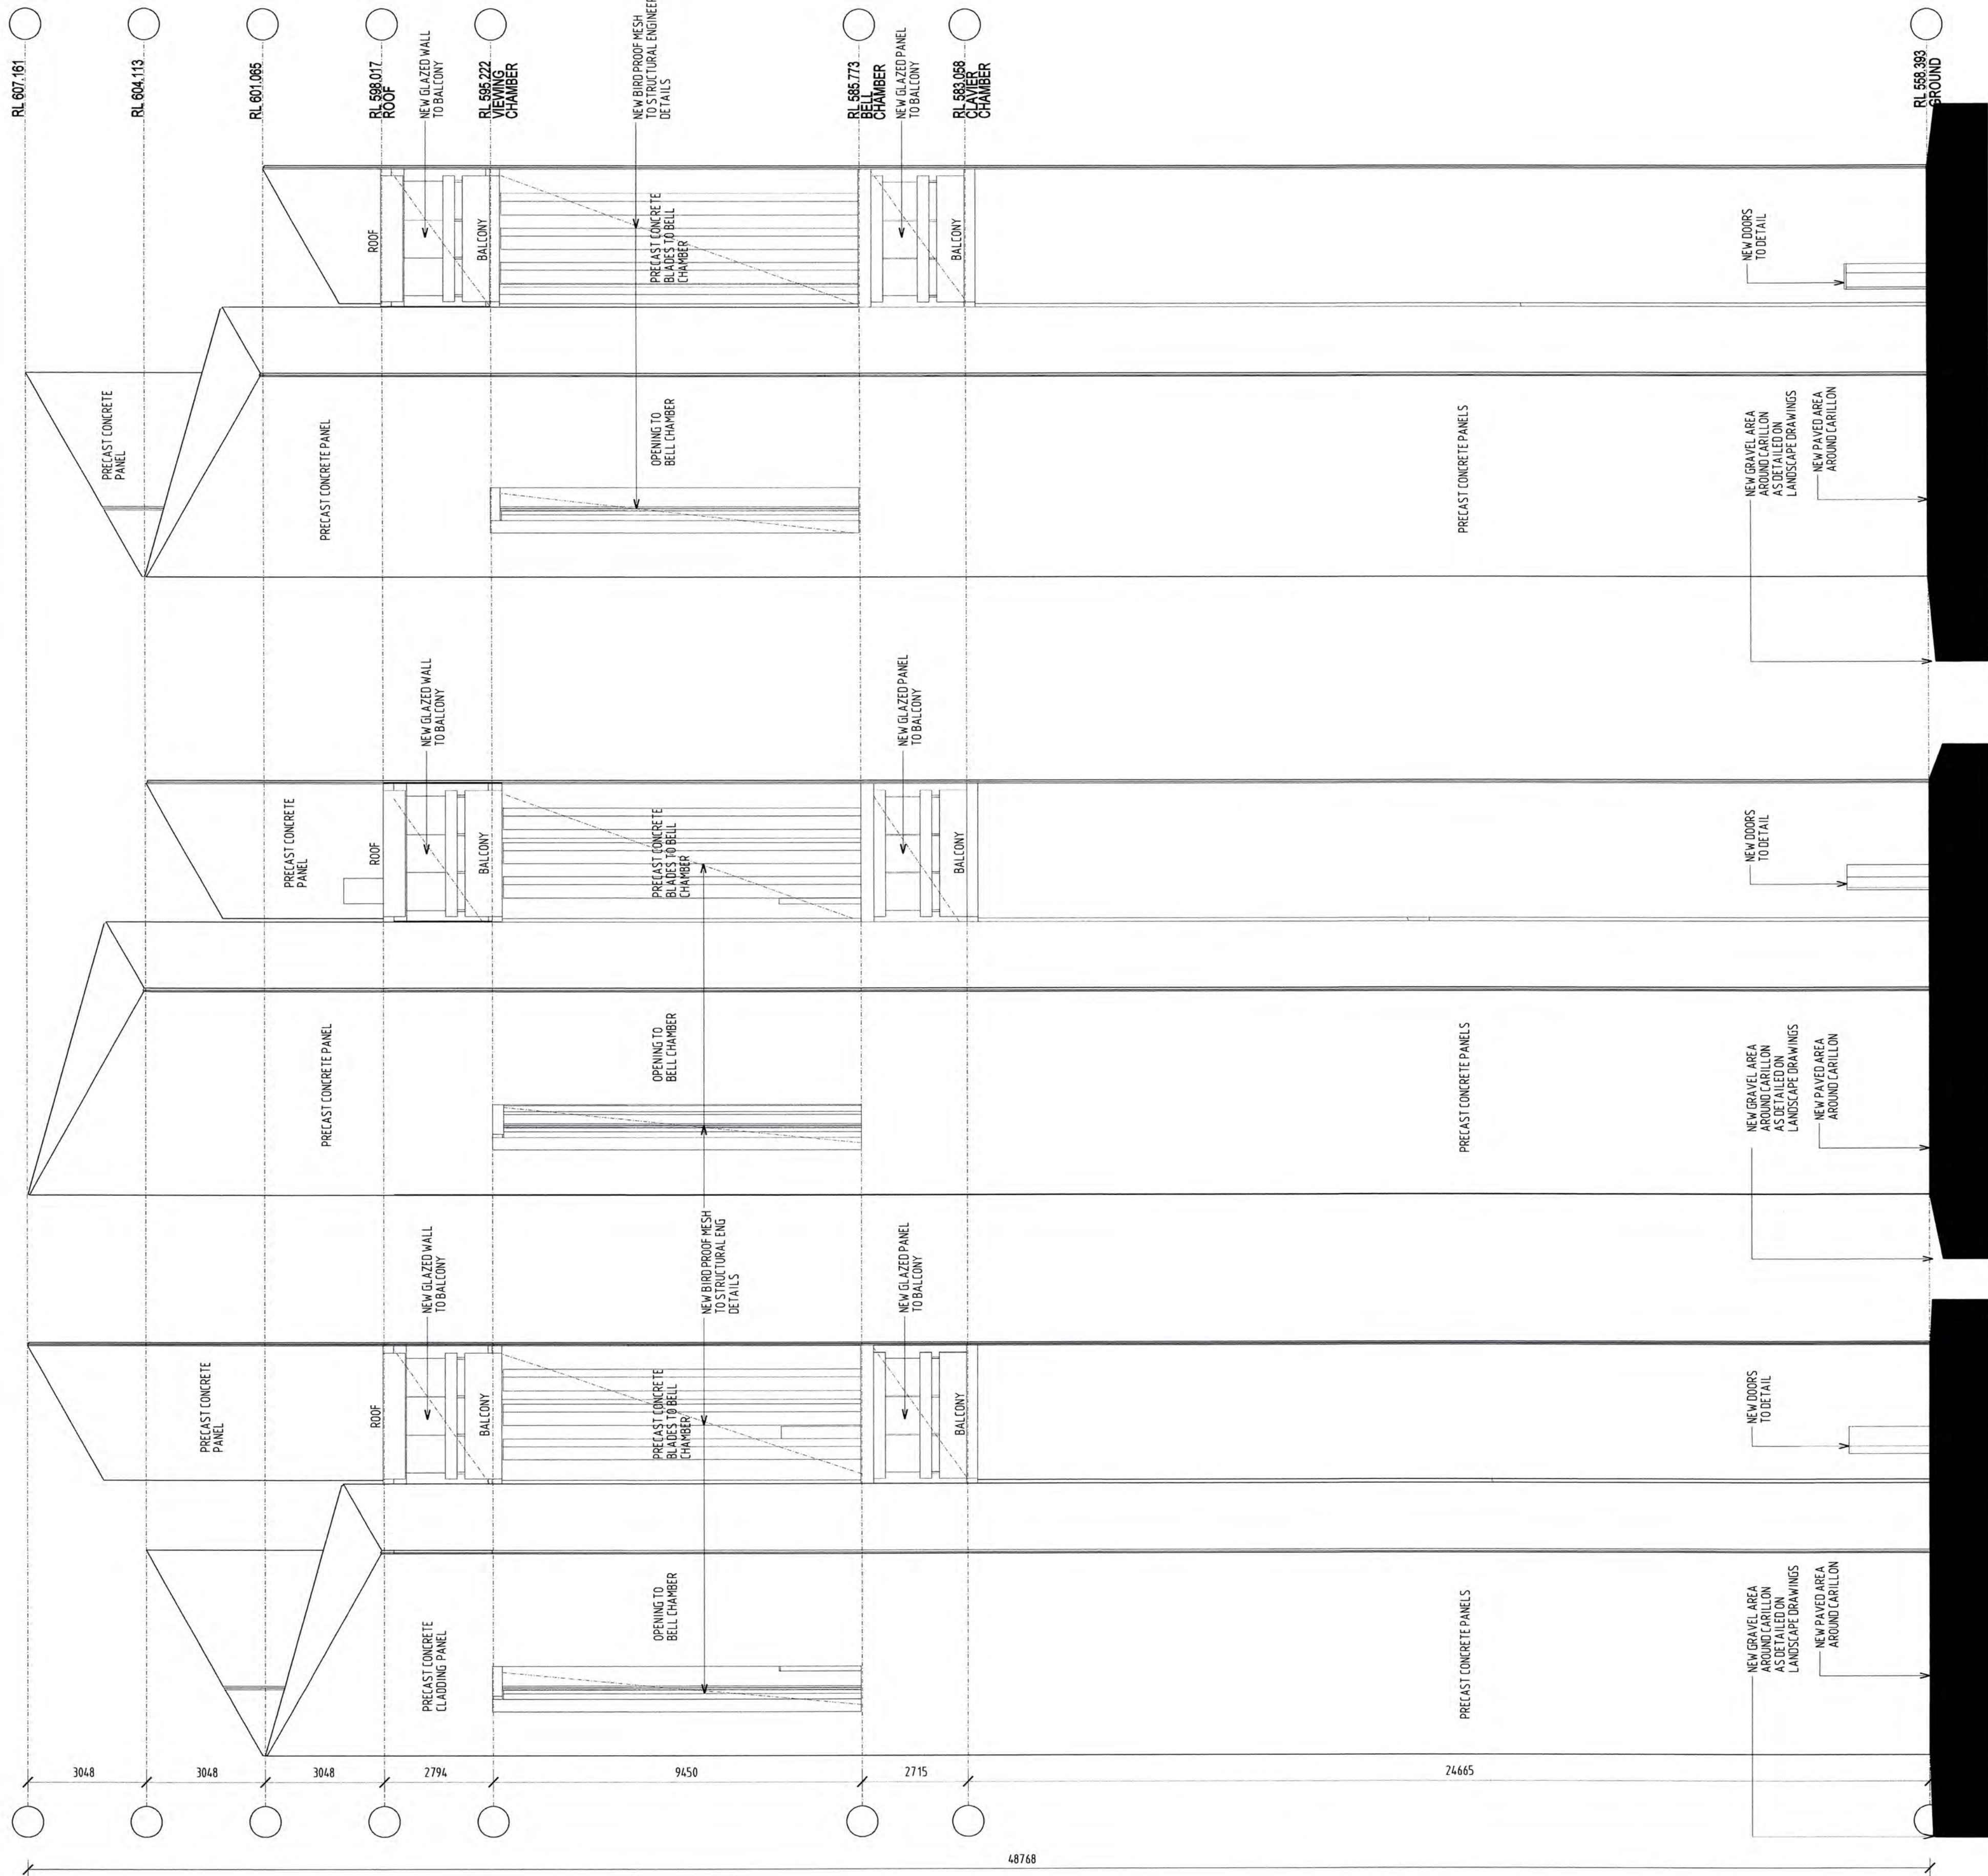 RL 607.161
RL 604.113
RL 601.065
RL 598.017
ROOF
NEW GLAZED WALL
TO BALCONY
RL 595.222
VIEWING
CHAMBER
NEW BIRD PROOF MESH
TO STRUCTURAL ENGINEER
DETAILS
RL 585.773
BELL
CHAMBER
NEW GLAZED PANEL
TO BALCONY
RL 583.058
CLAVIER
CHAMBER
RL 558.393
GROUND
ROOF
BALCONY
PRECAST CONCRETE
BLADES TO BELL
CHAMBER
BALCONY
NEW DOORS
TO DETAIL
PRECAST CONCRETE
PANEL
PRECAST CONCRETE PANEL
OPENING TO
BELL CHAMBER
PRECAST CONCRETE PANELS
NEW GRAVEL AREA
AROUND CARILLON
AS DETAILED ON
LANDSCAPE DRAWINGS
NEW PAVED AREA
AROUND CARILLON
NEW GLAZED WALL
TO BALCONY
NEW GLAZED PANEL
TO BALCONY
PRECAST CONCRETE
PANEL
ROOF
BALCONY
PRECAST CONCRETE
BLADES TO BELL
CHAMBER
BALCONY
NEW DOORS
TO DETAIL
PRECAST CONCRETE PANEL
OPENING TO
BELL CHAMBER
PRECAST CONCRETE PANELS
NEW GRAVEL AREA
AROUND CARILLON
AS DETAILED ON
LANDSCAPE DRAWINGS
NEW PAVED AREA
AROUND CARILLON
NEW GLAZED WALL
TO BALCONY
NEW BIRD PROOF MESH
TO STRUCTURAL ENG
DETAILS
NEW GLAZED PANEL
TO BALCONY
PRECAST CONCRETE
PANEL
ROOF
BALCONY
PRECAST CONCRETE
BLADES TO BELL
CHAMBER
BALCONY
NEW DOORS
TO DETAIL
PRECAST CONCRETE
CLADDING PANEL
OPENING TO
BELL CHAMBER
PRECAST CONCRETE PANELS
NEW GRAVEL AREA
AROUND CARILLON
AS DETAILED ON
LANDSCAPE DRAWINGS
NEW PAVED AREA
AROUND CARILLON
3048
3048
3048
2794
9450
2715
24665
48768